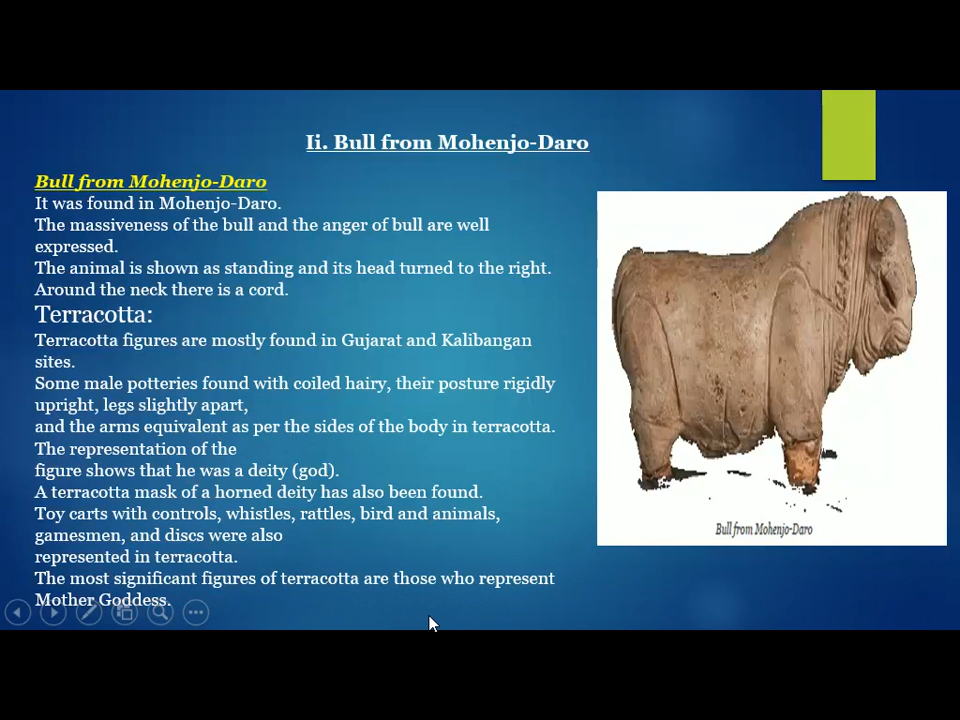 Ii. Bull from Mohenjo-Daro
Bull from Mohenjo-Daro
It was found in Mohenjo-Daro.
The massiveness of the bull and the anger of bull are well
expressed.
The animal is shown as standing and its head turned to the right.
Around the neck there is a cord.
Terracotta:
Terracotta figures are mostly found in Gujarat and Kalibangan
sites.
Some male potteries found with coiled hairy, their posture rigidly
upright, legs slightly apart,
and the arms equivalent as per the sides of the body in terracotta.
The representation of the
figure shows that he was a deity (god).
A terracotta mask of a horned deity has also been found.
Toy carts with controls, whistles, rattles, bird and animals,
gamesmen, and discs were also
represented in terracotta.
The most significant figures of terracotta are those who represent
Mother Goddess.
Bull from Mohenjo-Daro